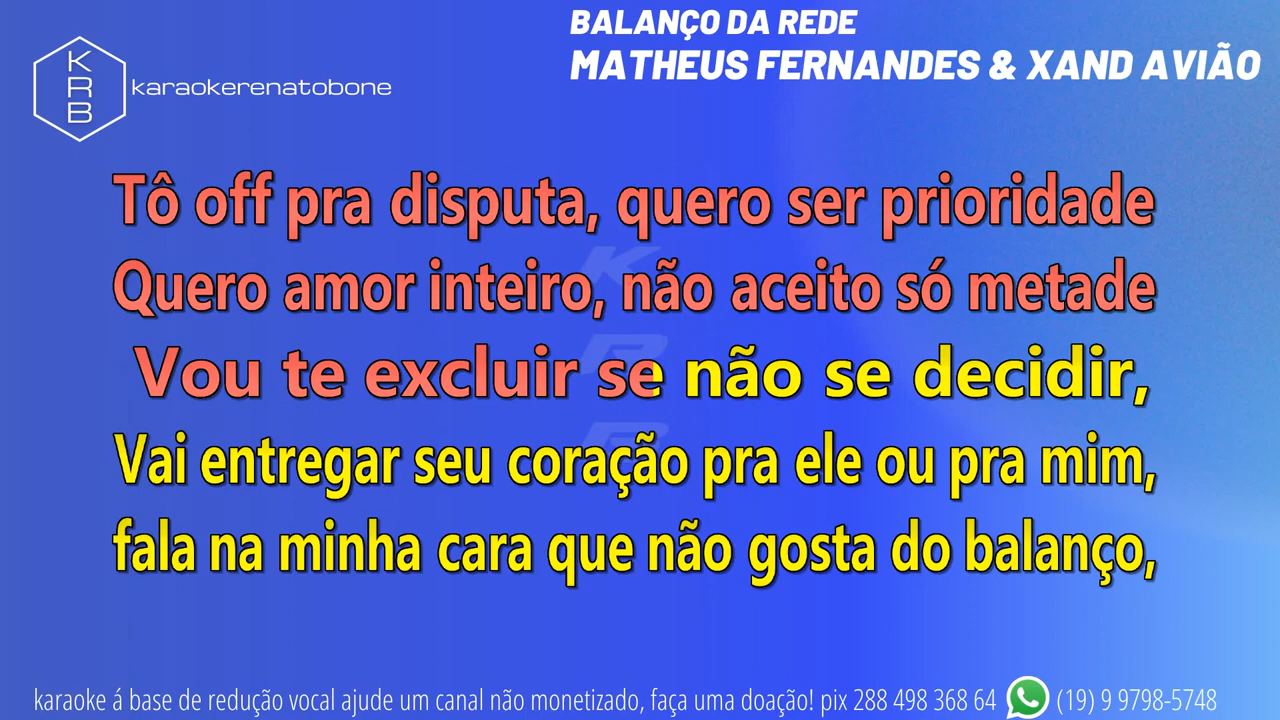 BALANÇO DA REDE
MATHEUS FERNANDES & XAND AVIÃO
K
R
B
karaokerenatobone
Tô off pra disputa, quero ser prioridade
Quero amor inteiro, não aceito só metade
Vou te excluir se não se decidir,
Vai entregar seu coração pra ele ou pra mim,
fala na minha cara que não gosta do balanço,
K
R
B
karaoke á base de redução vocal ajude um canal não monetizado, faça uma doação! pix 288 498 368 64 (19) 9 9798-5748